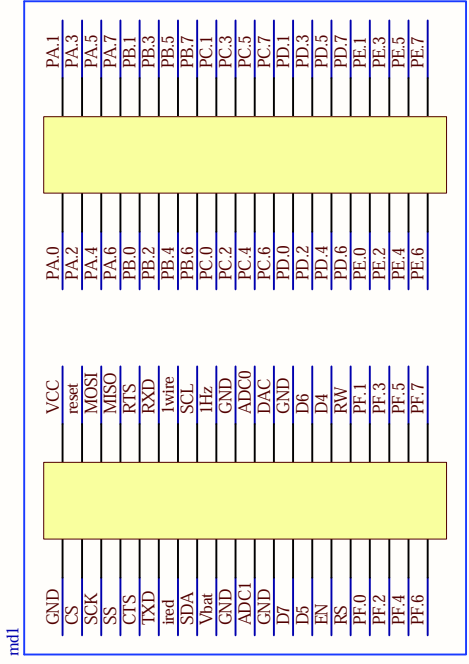 PA.1
PA.3
PA.5
PA.7
PB.1
PB.3
PB.5
PB.7
PC.1
PC.3
PC.5
PC.7
PD.1
PD.3
PD.5
PD.7
PE.1
PE.3
PE.5
PE.7
PA.0
PA.2
PA.4
PA.6
PB.0
PB.2
PB.4
PB.6
PC.0
PC.2
PC.4
PC.6
PD.0
PD.2
PD.4
PD.6
PE.0
PE.2
PE.4
PE.6
VCC
reset
MOSI
MISO
RTS
RXD
1wire
SCL
1Hz
GND
ADC0
DAC
GND
D6
D4
RW
PF.1
PF.3
PF.5
PF.7
GND
CS
SCK
SS
CTS
TXD
ired
SDA
Vbat
GND
ADC1
GND
D7
D5
EN
RS
PF.0
PF.2
PF.4
PF.6
md1